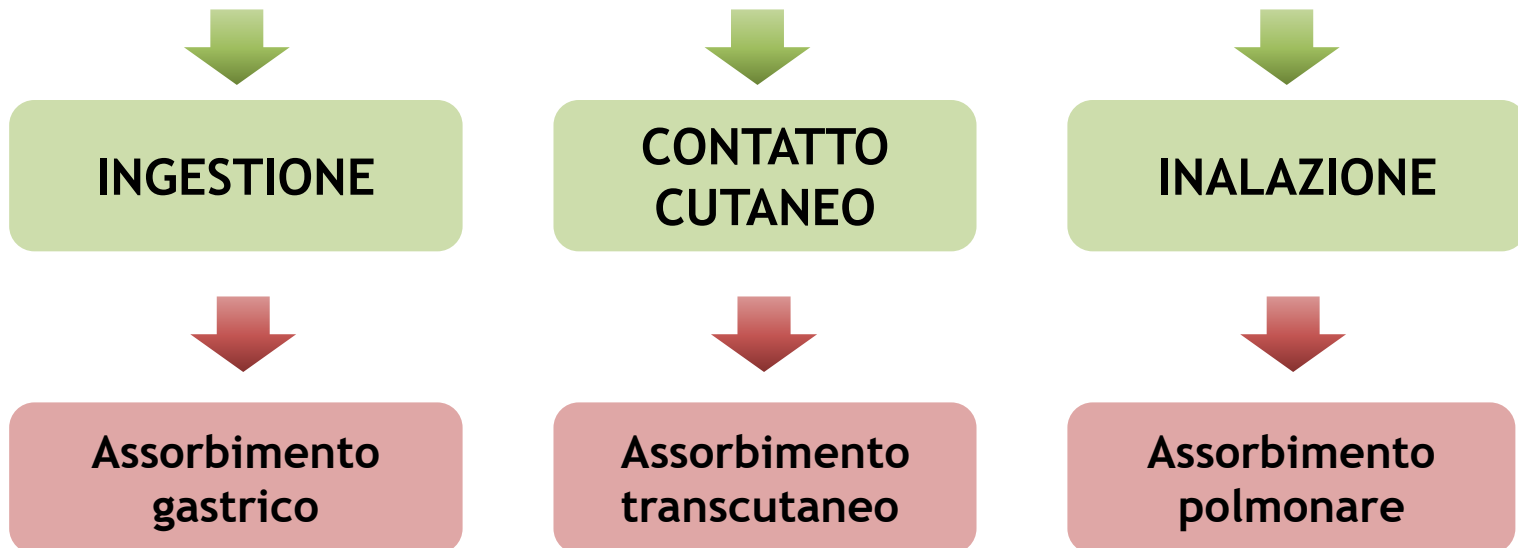 INGESTIONE
CONTATTO
CUTANEO
INALAZIONE
Assorbimento
gastrico
Assorbimento
transcutaneo
Assorbimento
polmonare